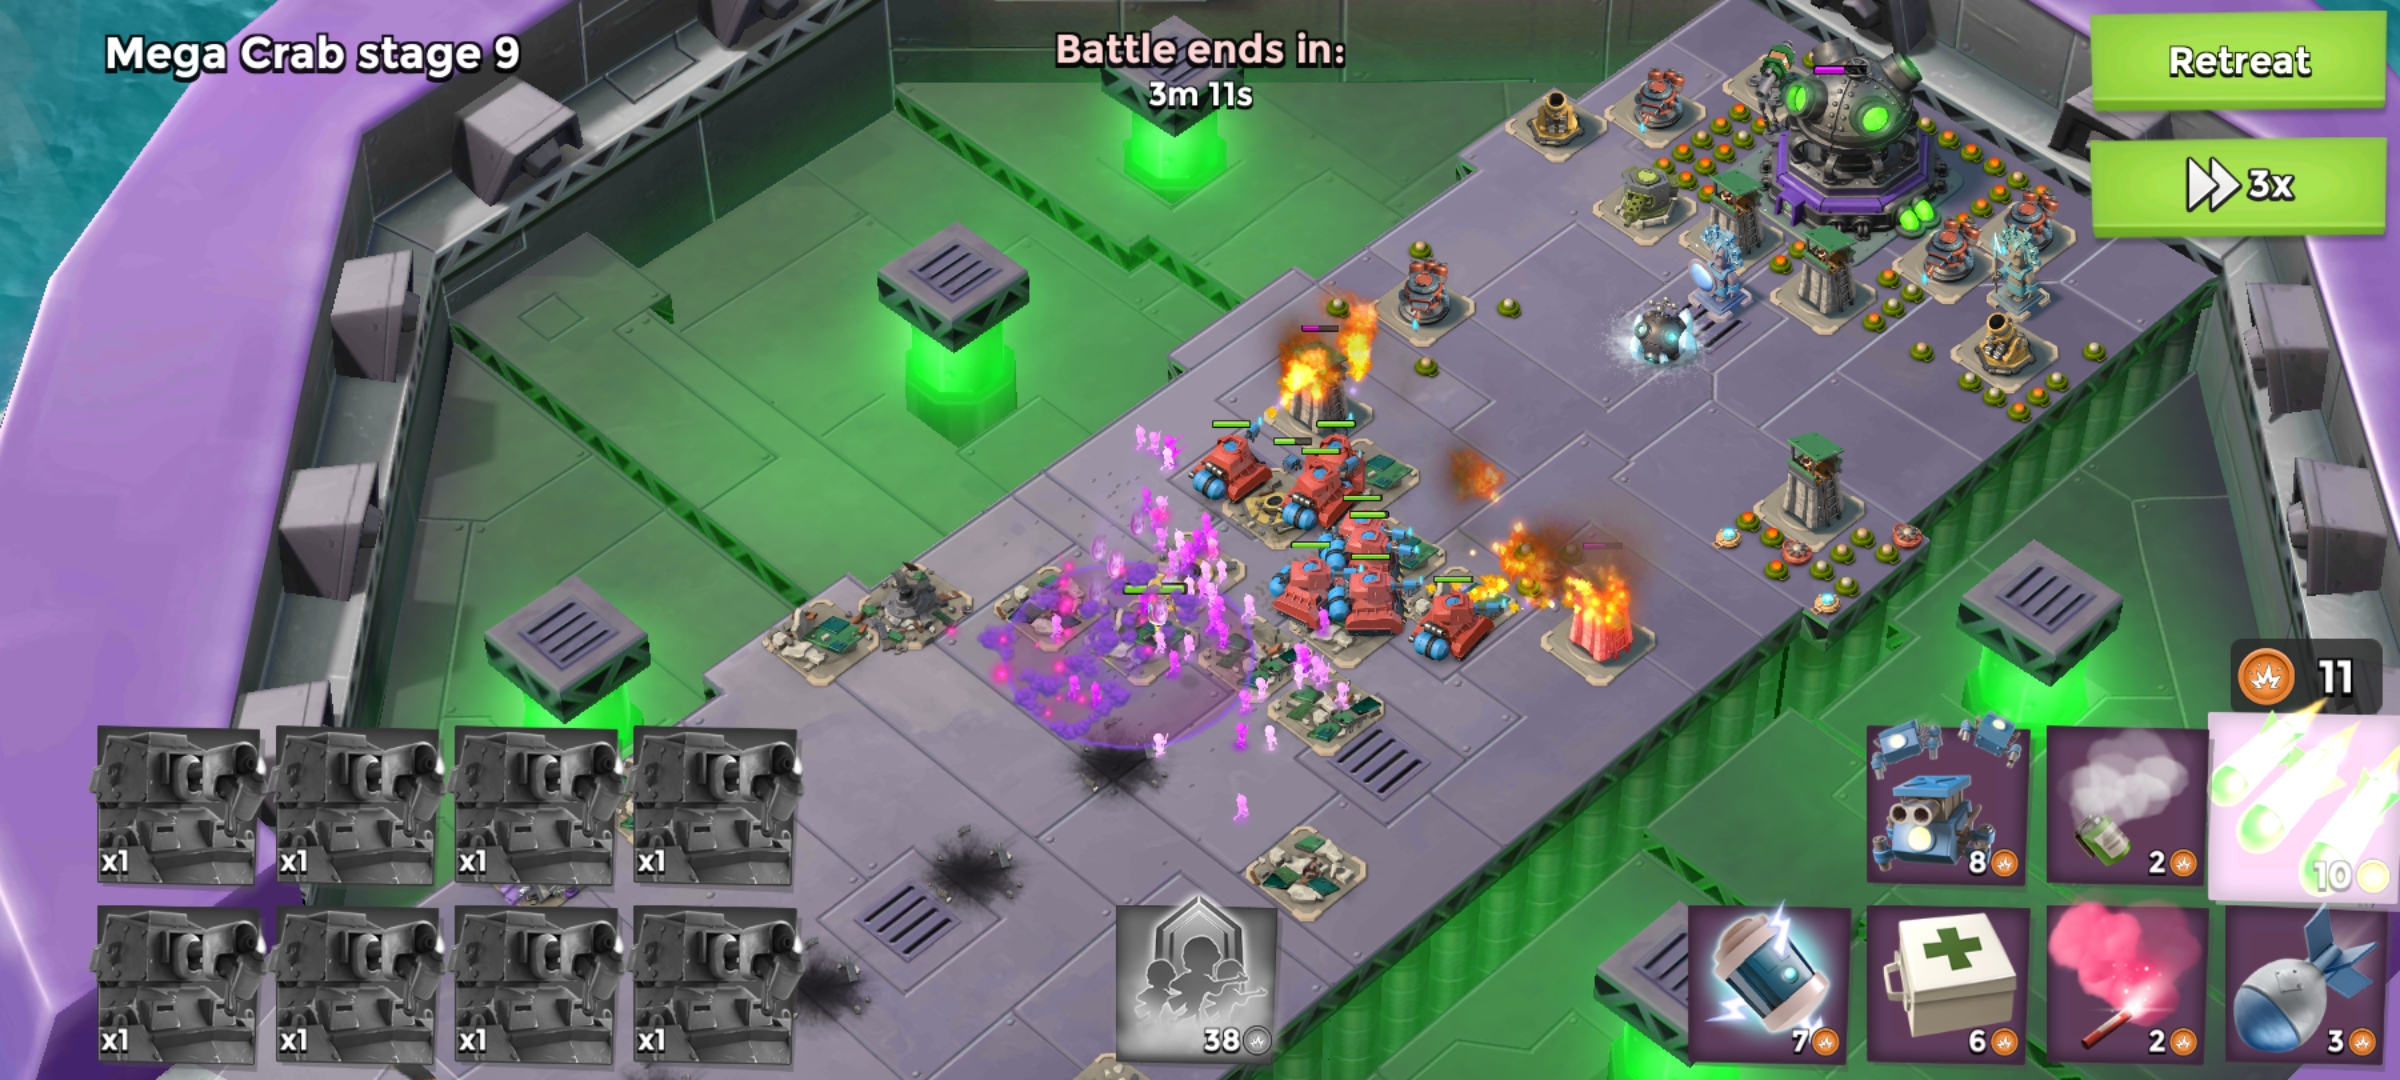 Mega Crab stage 9
Battle ends in:
3m 11s
Retreat
3x
11
8
2
10
x1
x1
x1
x1
x1
x1
x1
x1
38
7
6
2
3